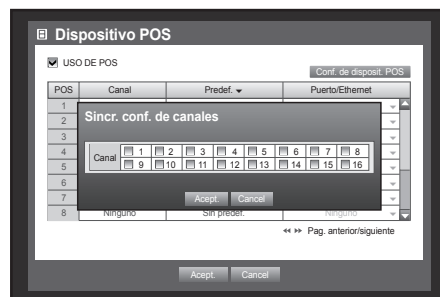 Dispositivo POS
USO DE POS
Conf. de disposit. POS
POS Canal Predef. Puerto/Ethernet
1
2
Sincr. conf. de canales
3
4
5
Canal 1 2 3 4 5 6 7 8
9 10 11 12 13 14 15 16
6
7
Acept. Cancel
8 Ninguno Sin predef. Ninguno
Pag. anterior/siguiente
Acept. Cancel